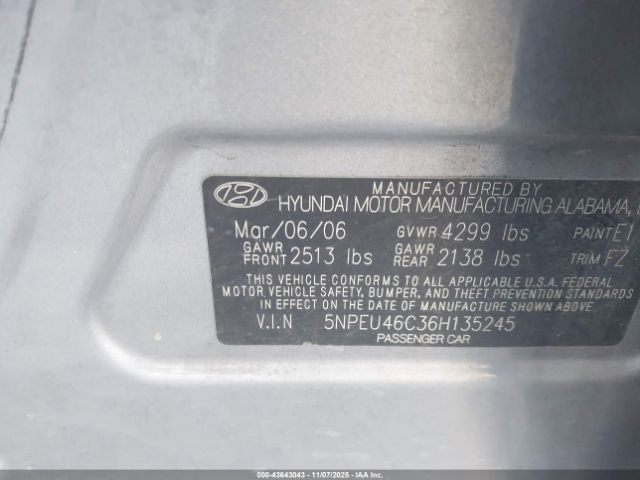 MANUFACTURED BY
HYUNDAI MOTOR MANUFACTURING ALABAMA,
Mar/06/06 GVWR 4299 lbs PAINT E1
GAWR FRONT 2513 lbs GAWR REAR 2138 lbs TRIM FZ
THIS VEHICLE CONFORMS TO ALL APPLICABLE U.S.A. FEDERAL
MOTOR VEHICLE SAFETY, BUMPER, AND THEFT PREVENTION STANDARDS
IN EFFECT ON THE DATE OF MANUFACTURE SHOWN ABOVE
V.I.N 5NPEU46C36H135245
PASSENGER CAR
000-43643043 - 11/07/2025 - IAAI.COM